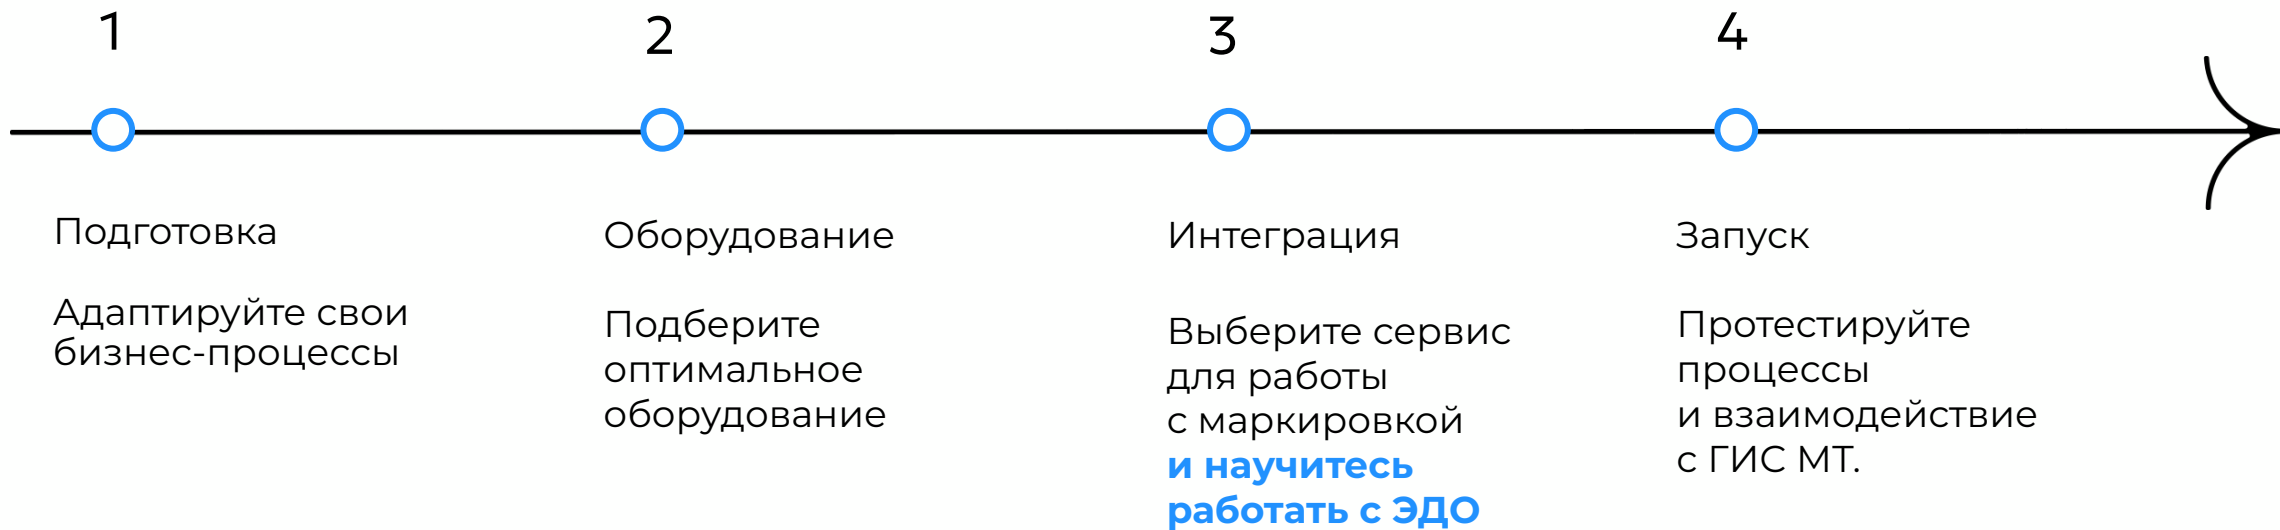 1
Подготовка
Адаптируйте свои
бизнес-процессы
2
Оборудование
Подберите
оптимальное
оборудование
3
Интеграция
Выберите сервис
для работы
с маркировкой
и научитесь
работать с ЭДО
4
Запуск
Протестируйте
процессы
и взаимодействие
с ГИС МТ.